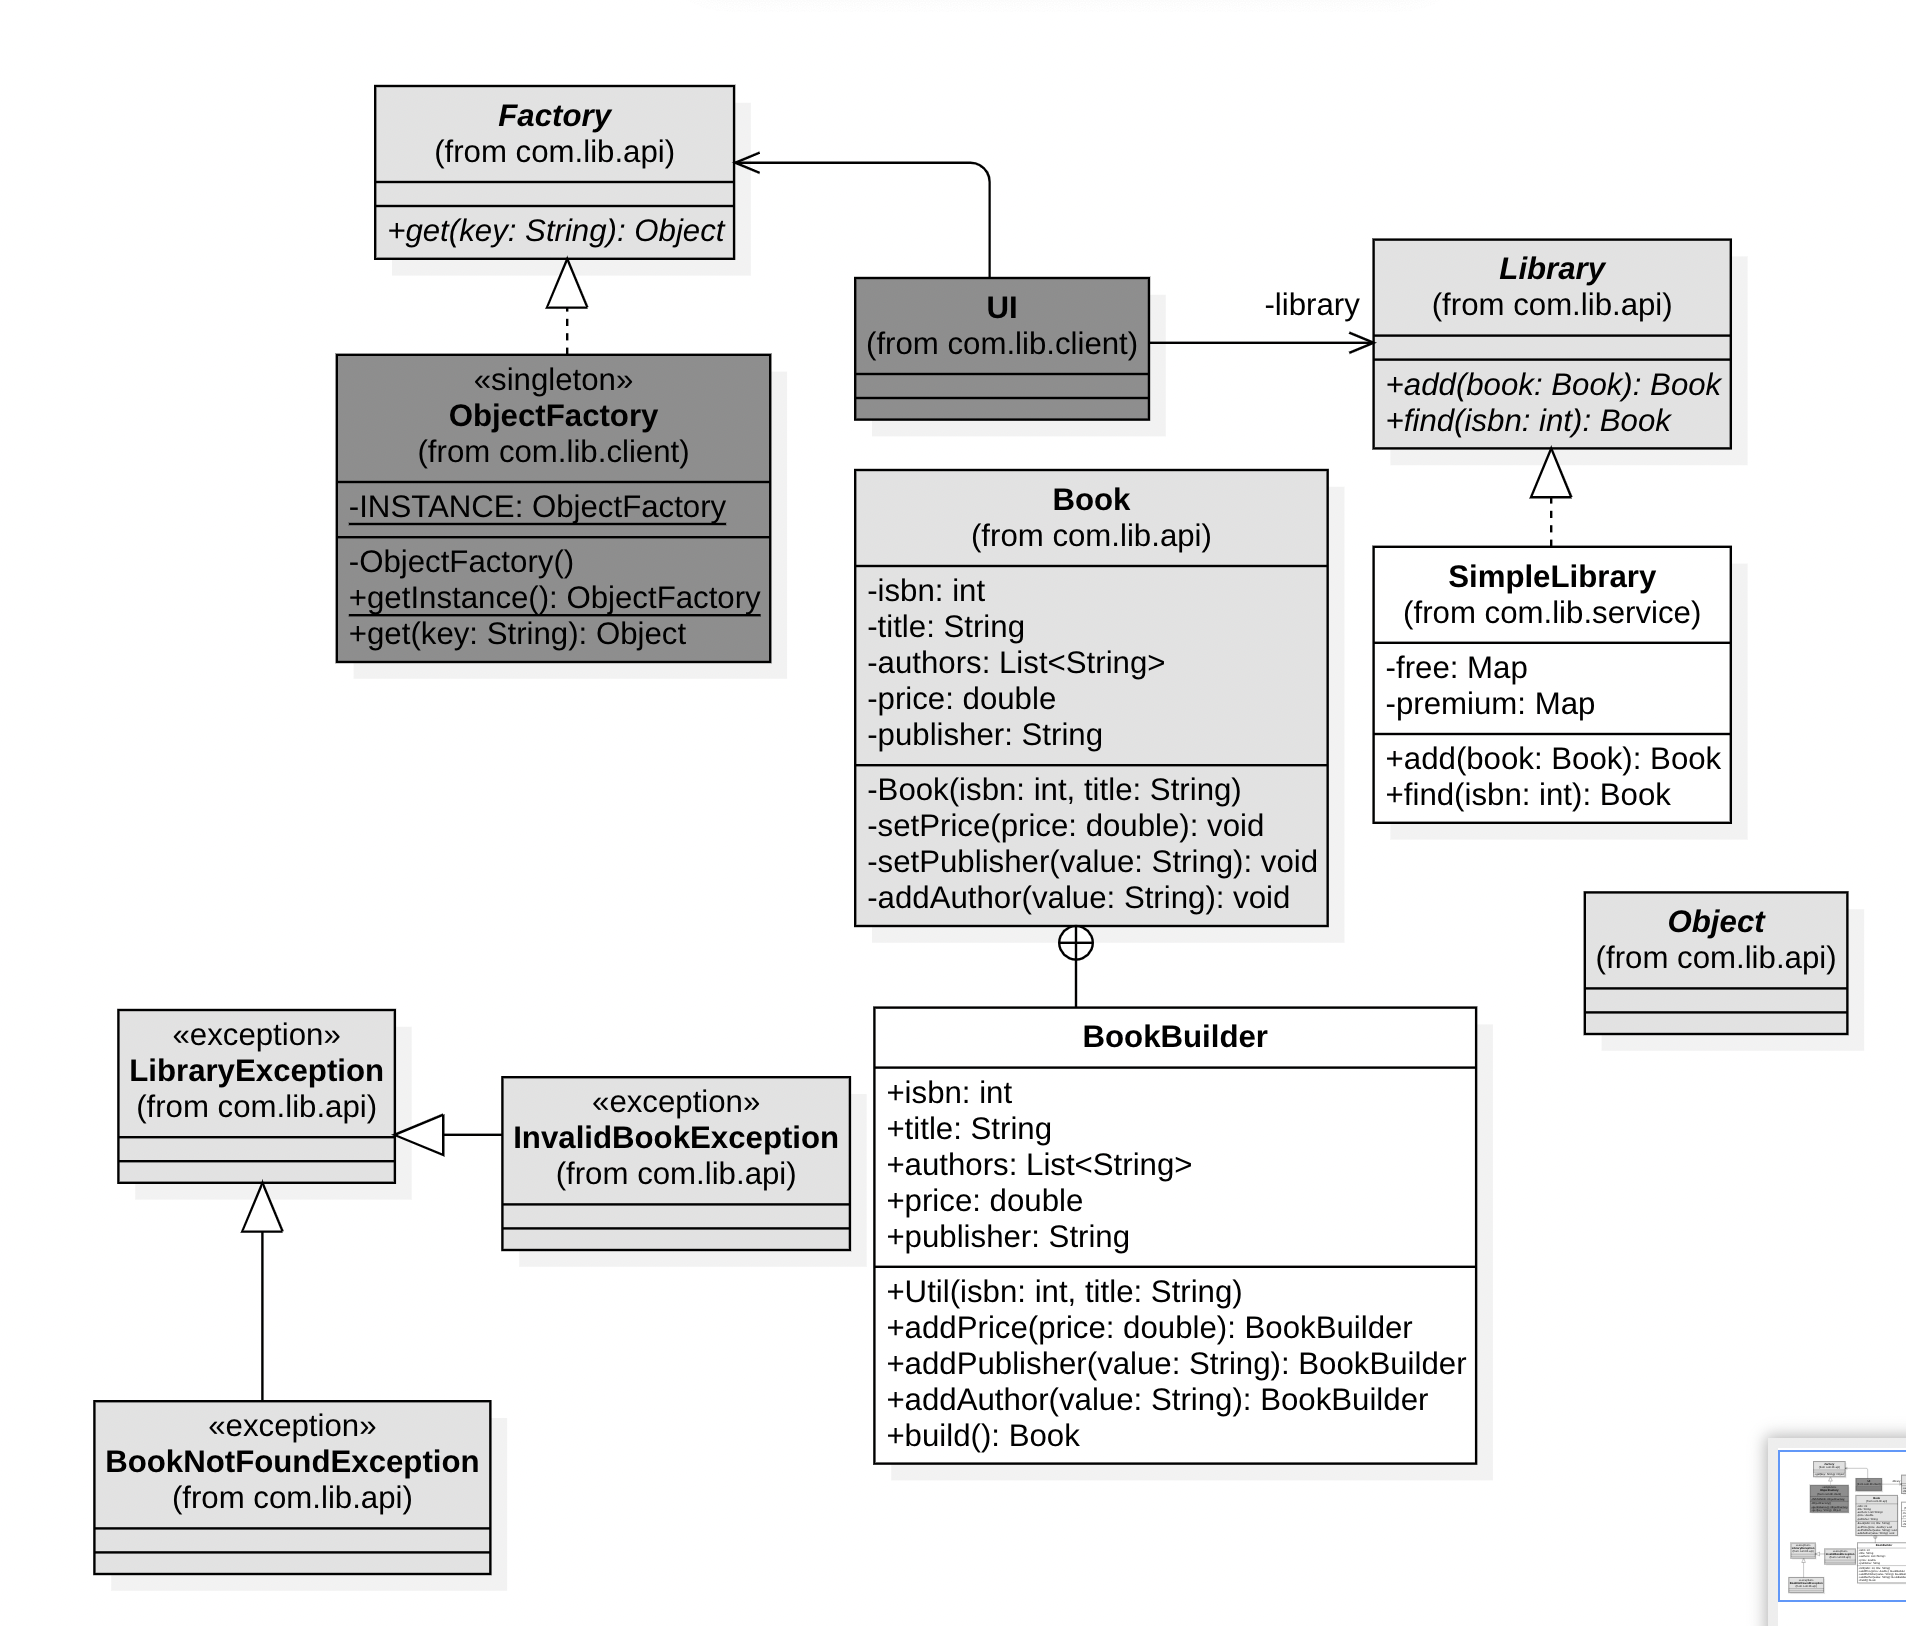 Factory
(from com.lib.api)
+get(key: String): Object
«singleton»
ObjectFactory
(from com.lib.client)
-INSTANCE: ObjectFactory
-ObjectFactory()
+getInstance(): ObjectFactory
+get(key: String): Object
UI
(from com.lib.client)
-library
Library
(from com.lib.api)
+add(book: Book): Book
+find(isbn: int): Book
Book
(from com.lib.api)
-isbn: int
-title: String
-authors: List<String>
-price: double
-publisher: String
-Book(isbn: int, title: String)
-setPrice(price: double): void
-setPublisher(value: String): void
-addAuthor(value: String): void
SimpleLibrary
(from com.lib.service)
-free: Map
-premium: Map
+add(book: Book): Book
+find(isbn: int): Book
Object
(from com.lib.api)
«exception»
LibraryException
(from com.lib.api)
«exception»
InvalidBookException
(from com.lib.api)
BookBuilder
+isbn: int
+title: String
+authors: List<String>
+price: double
+publisher: String
+Util(isbn: int, title: String)
+addPrice(price: double): BookBuilder
+addPublisher(value: String): BookBuilder
+addAuthor(value: String): BookBuilder
+build(): Book
«exception»
BookNotFoundException
(from com.lib.api)